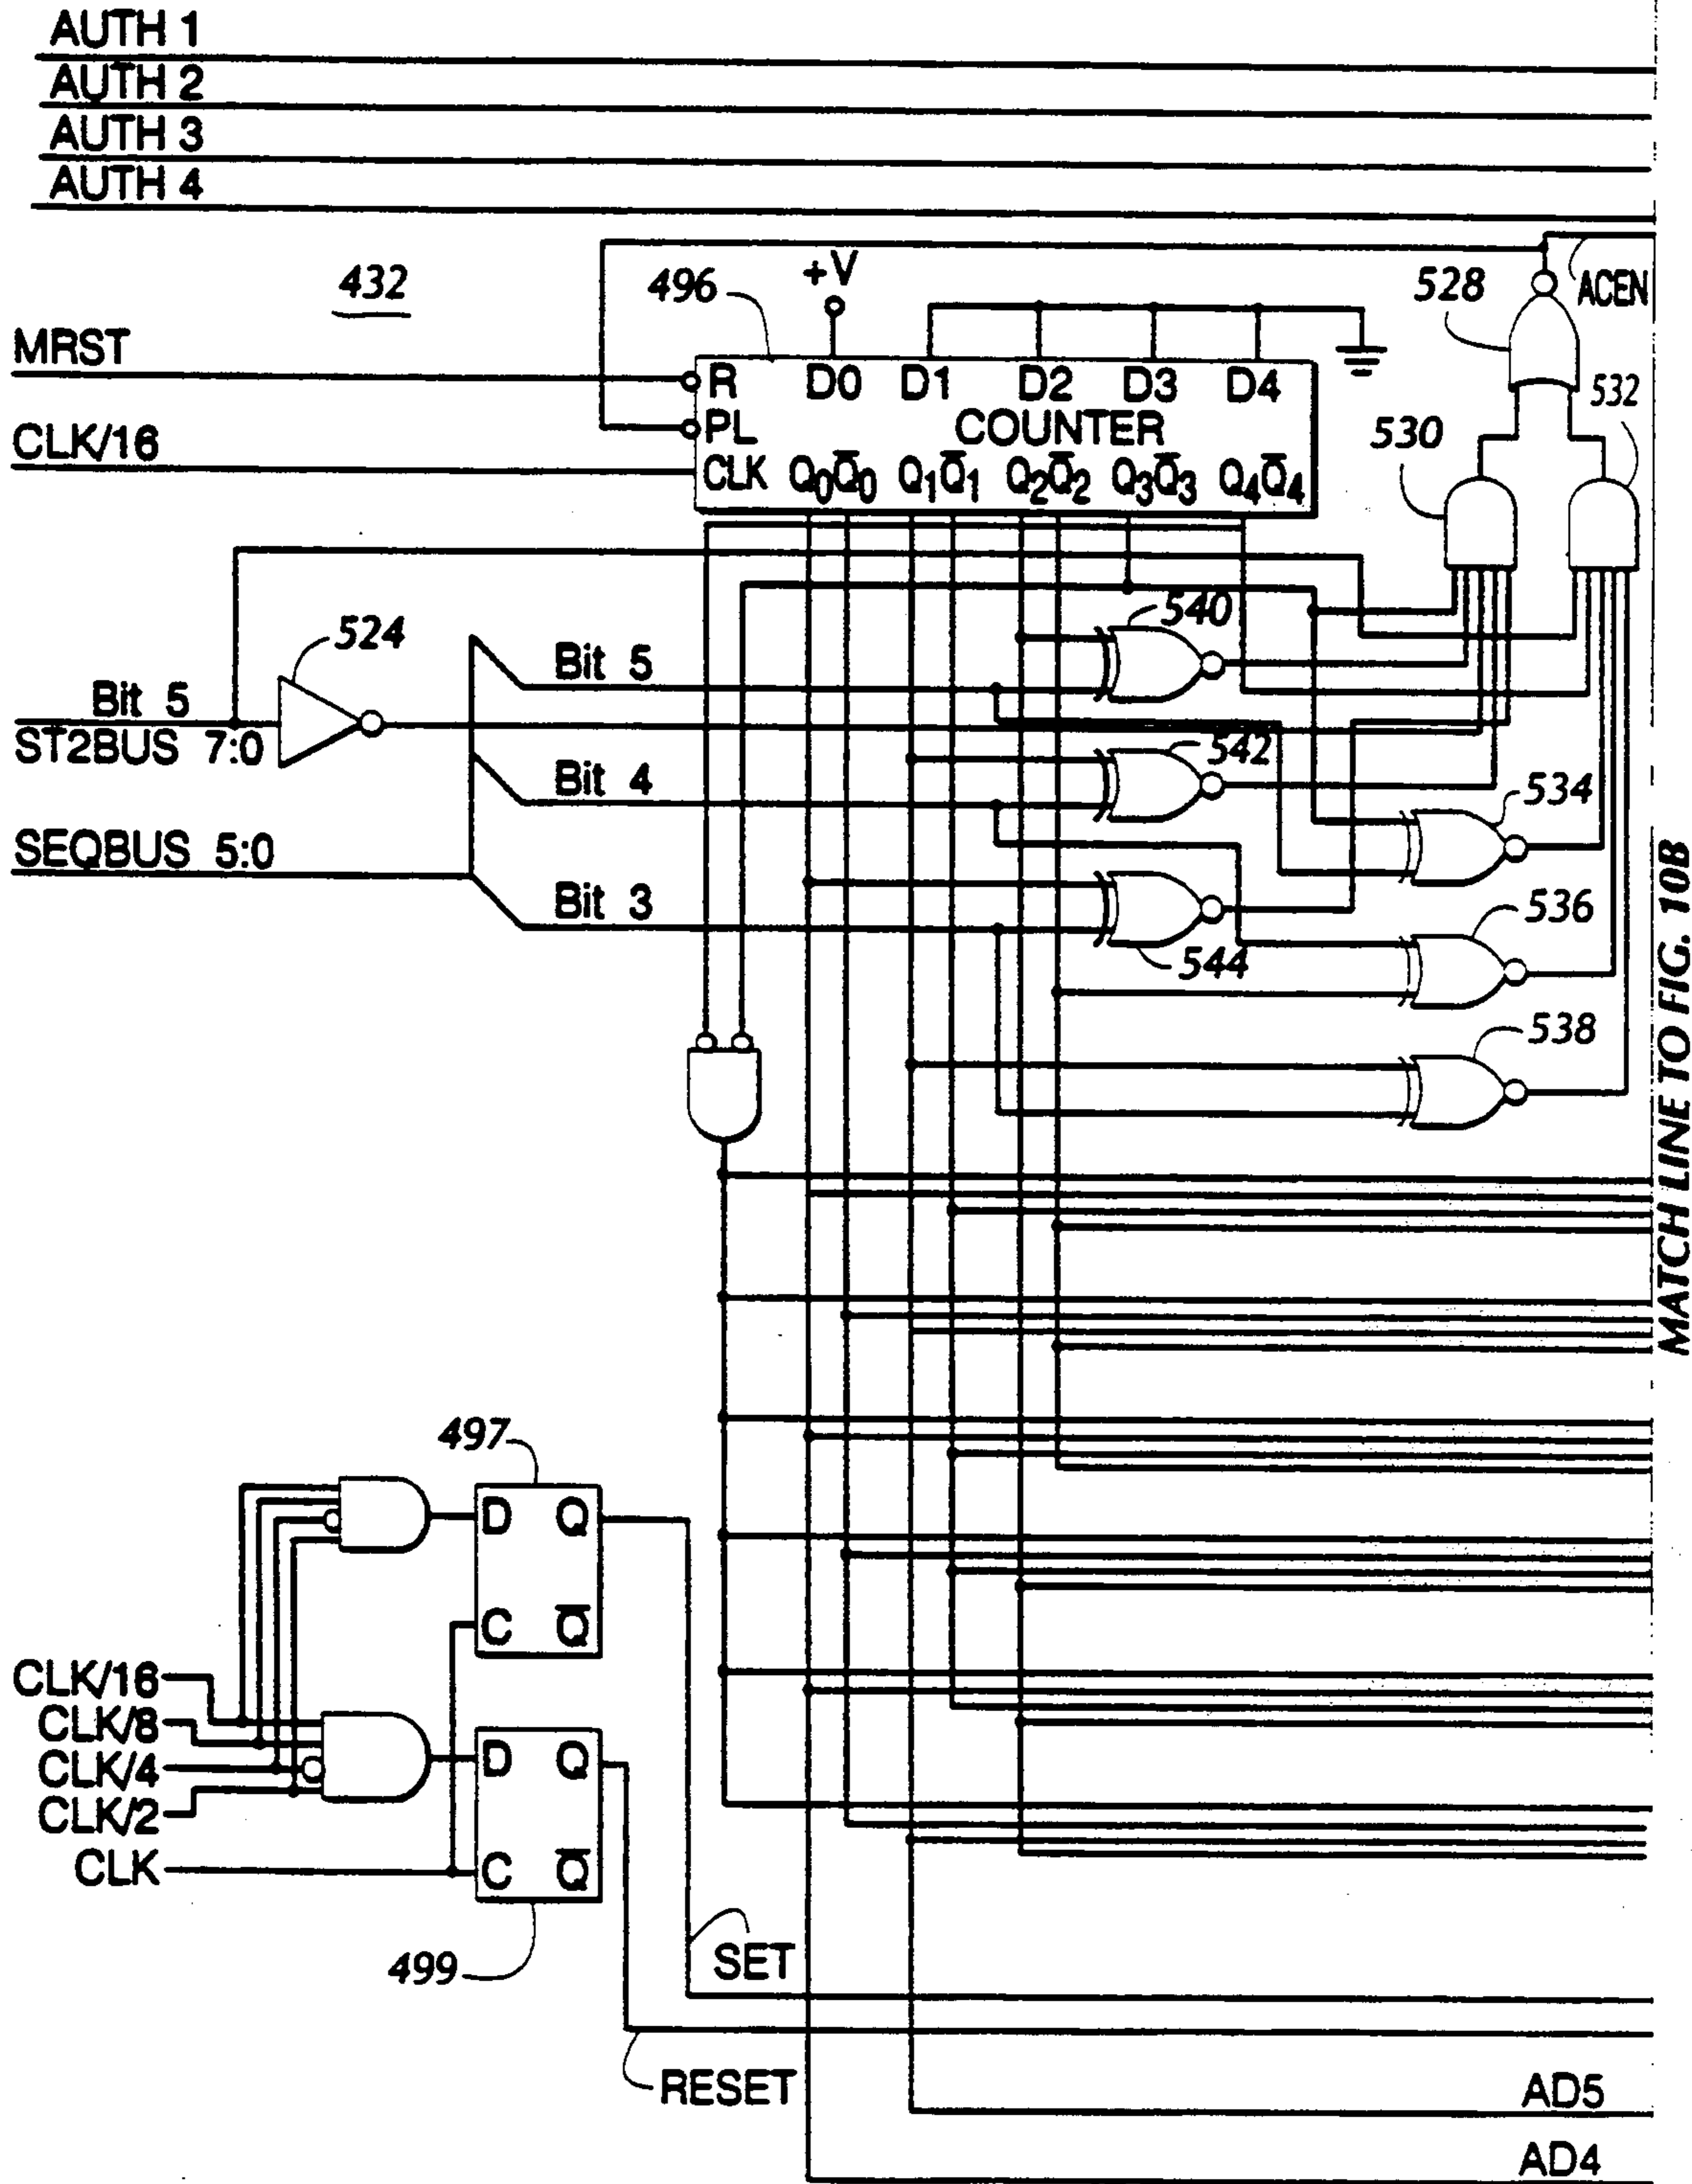 AUTH 1
AUTH 2
AUTH 3
AUTH 4
432
496
+V
528
ACEN
MRST
R D0 D1 D2 D3 D4
532
PL COUNTER
530
CLK/16
CLK Q0 Q̅0 Q1 Q̅1 Q2 Q̅2 Q3 Q̅3 Q4 Q̅4
540
524
Bit 5
Bit 5
ST2BUS 7:0
542
Bit 4
534
SEQBUS 5:0
Bit 3
536
544
538
MATCH LINE TO FIG. 10B
497
D Q
C Q̅
CLK/16
CLK/8
CLK/4
CLK/2
D Q
CLK
C Q̅
499
SET
RESET
AD5
AD4